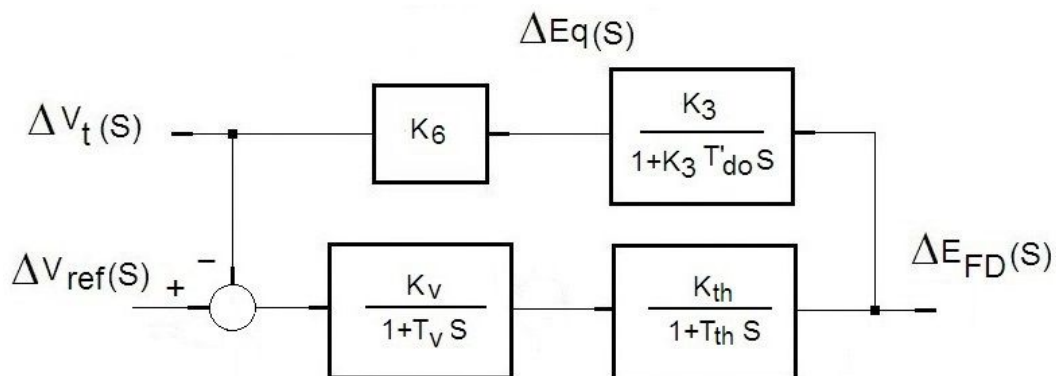 ΔEq(S)
ΔVt(S)
K6
K3
1+K3 T'do S
ΔVref(S)
−
+
Kv
1+Tv S
Kth
1+Tth S
ΔEFD(S)